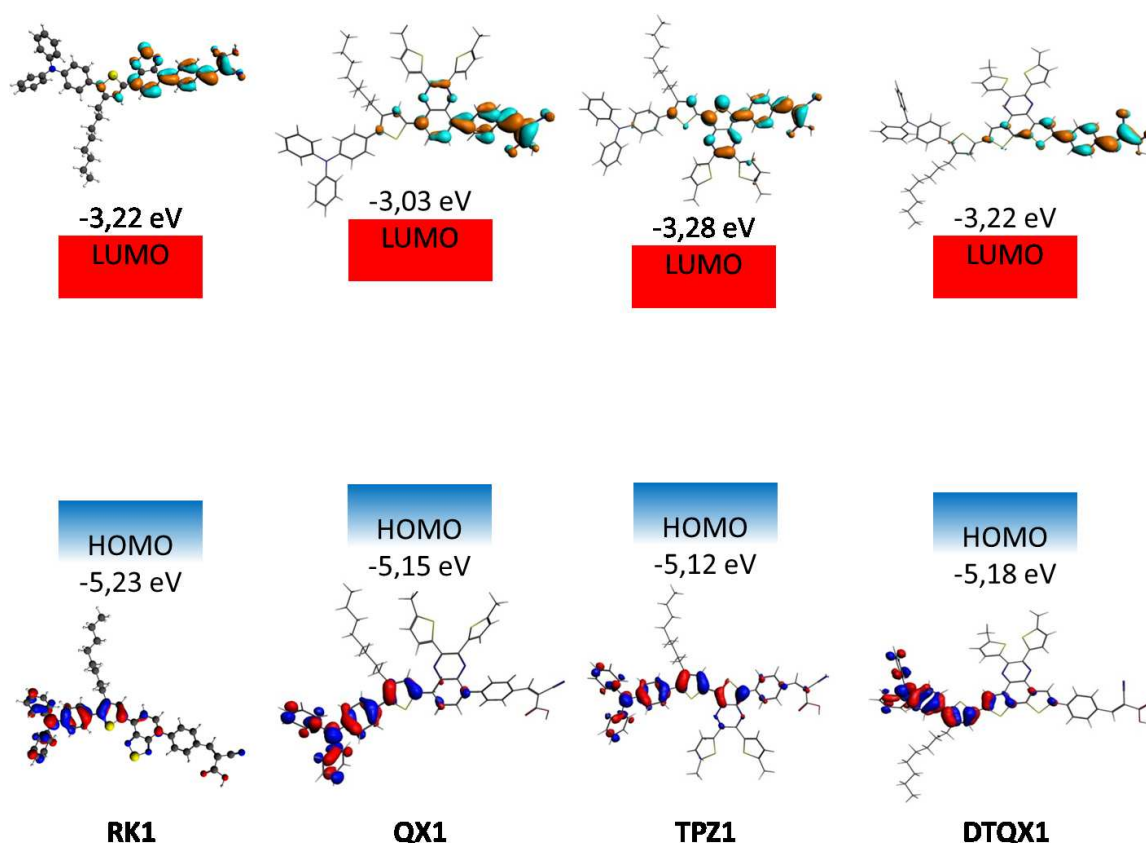 -3,22 eV
LUMO
-3,03 eV
LUMO
-3,28 eV
LUMO
-3,22 eV
LUMO
HOMO
-5,23 eV
HOMO
-5,15 eV
HOMO
-5,12 eV
HOMO
-5,18 eV
RK1
QX1
TPZ1
DTQX1